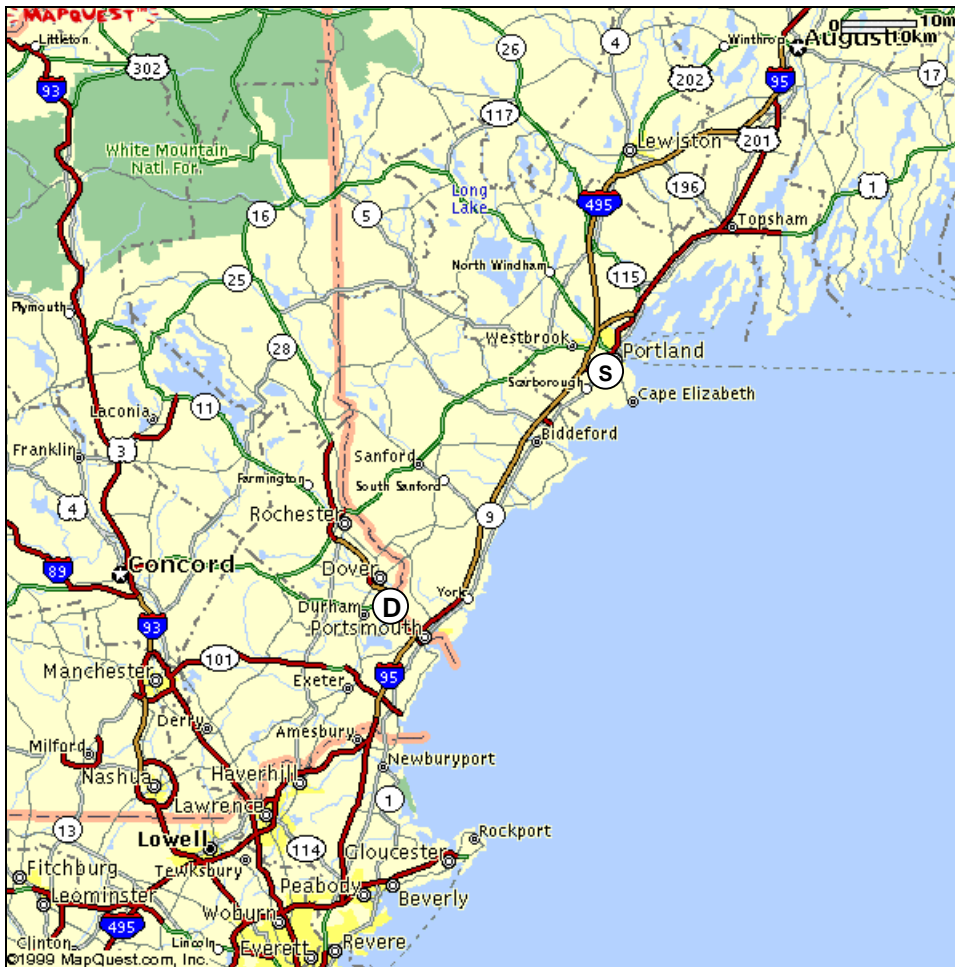 MAPQUEST™
Littleton
302
93
26
4
Winthrop
0 10m
10km
Augusta
202
17
95
117
201
Lewiston
White Mountain
Natl. For.
Long
Lake
16
5
495
196
1
Topsham
25
North Windham
115
Plymouth
28
Westbrook
Portland
S
Scarborough
Cape Elizabeth
Laconia
11
Biddeford
Franklin
3
Sanford
Farmington
South Sanford
4
Rochester
9
Concord
89
Dover
York
Durham
D
93
Portsmouth
Manchester
101
95
Exeter
Derry
Amesbury
Milford
Newburyport
Nashua
Haverhill
1
Lawrence
13
Rockport
Lowell
114
Gloucester
Tewksbury
Fitchburg
Peabody
Leominster
Beverly
Woburn
495
Clinton
Lincoln
Everett
Revere
©1999 MapQuest.com, Inc.